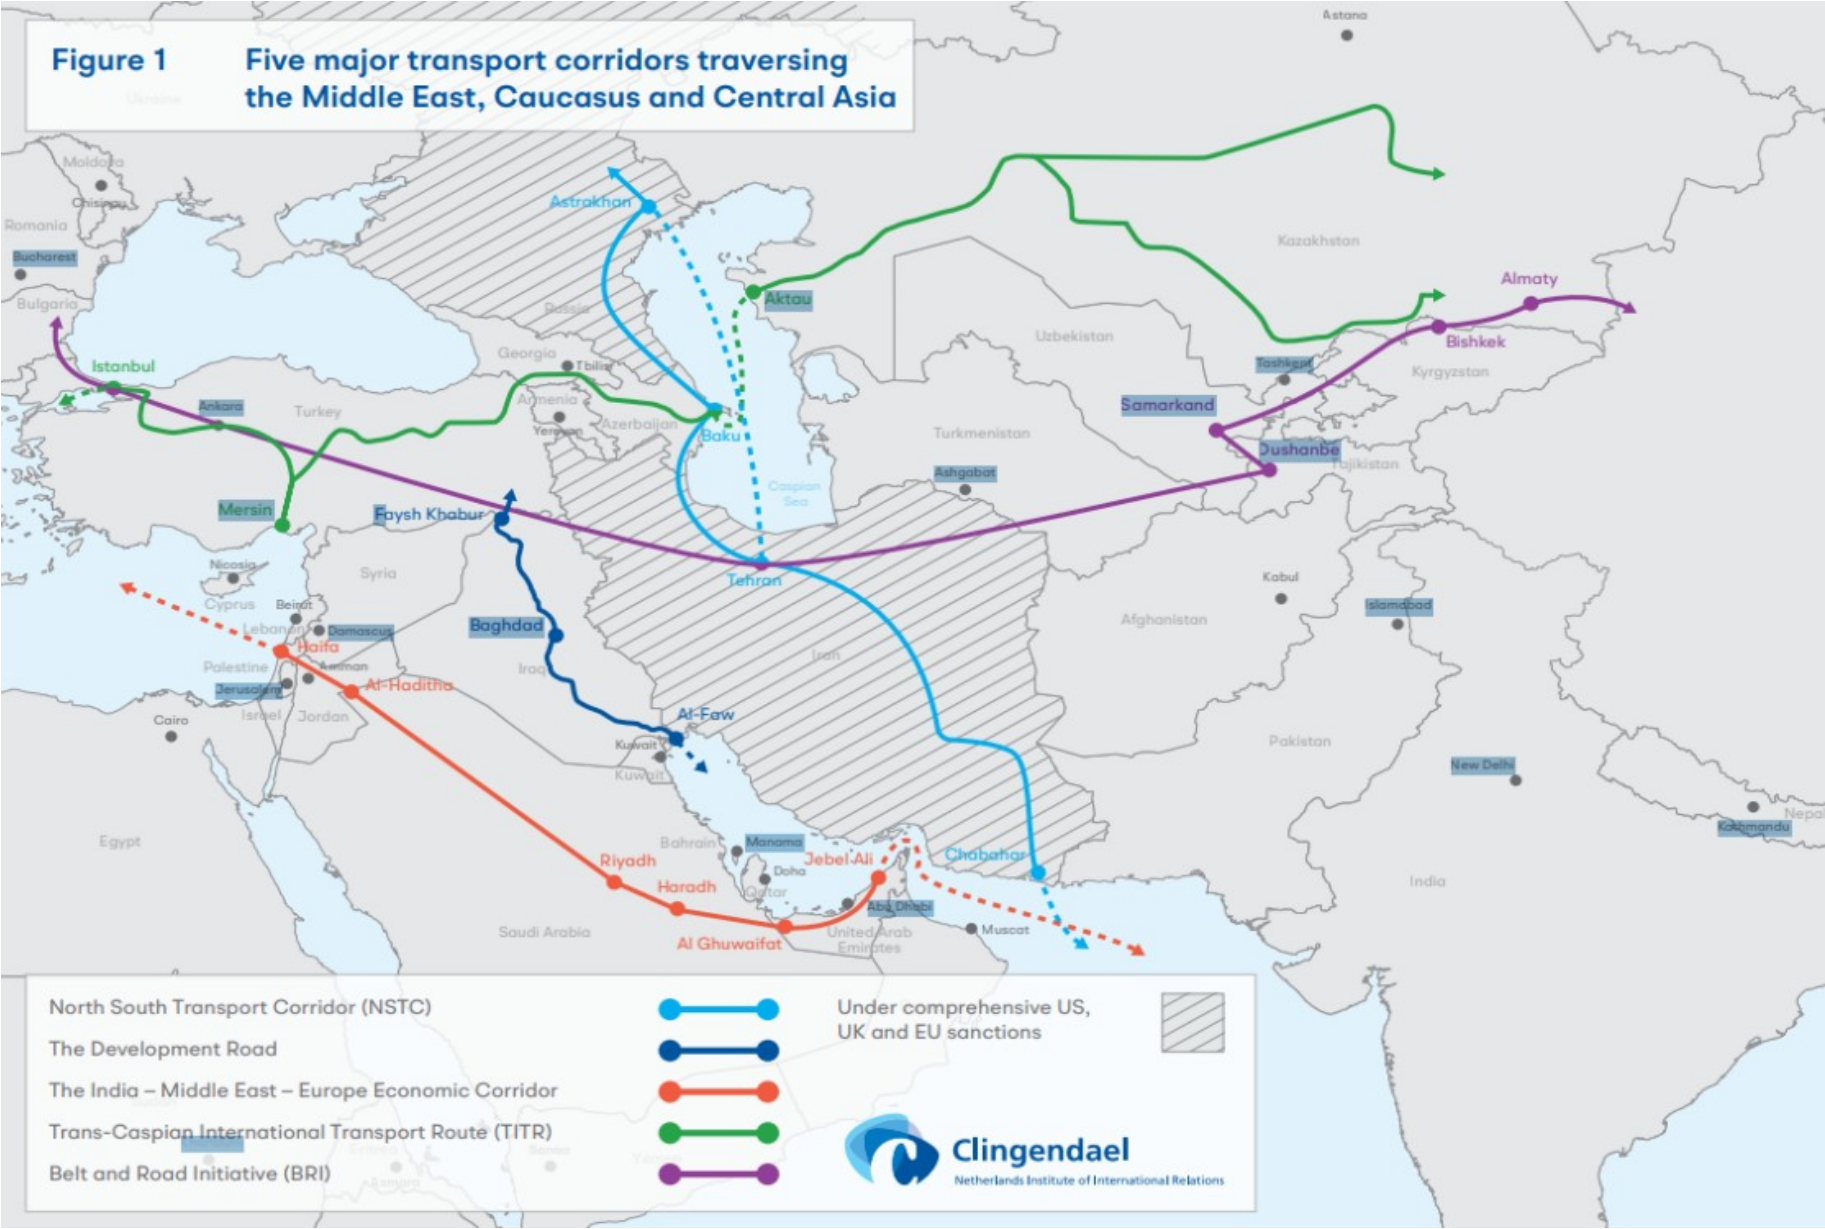 Figure 1
Five major transport corridors traversing
the Middle East, Caucasus and Central Asia
Astana
Ukraine
Moldova
Chisinau
Romania
Bucharest
Bulgaria
Astrakhan
Russia
Kazakhstan
Aktau
Almaty
Bishkek
Kyrgyzstan
Uzbekistan
Tashkent
Georgia
Tbilisi
Istanbul
Ankara
Turkey
Armenia
Yerevan
Azerbaijan
Baku
Samarkand
Dushanbe
Tajikistan
Turkmenistan
Ashgabat
Caspian
Sea
Mersin
Faysh Khabur
Nicosia
Cyprus
Syria
Tehran
Kabul
Islamabad
Afghanistan
Beirut
Lebanon
Damascus
Baghdad
Haifa
Palestine
Amman
Iraq
Iran
Al-Haditha
Jerusalem
Israel
Jordan
Cairo
Al-Faw
Kuwait
Kuwait
Pakistan
New Delhi
Nepal
Kathmandu
Egypt
Bahrain
Manama
Riyadh
Jebel Ali
Chabahar
Doha
Qatar
Haradh
India
Abu Dhabi
Saudi Arabia
Al Ghuwaifat
United Arab
Emirates
Muscat
North South Transport Corridor (NSTC)
The Development Road
The India – Middle East – Europe Economic Corridor
Trans-Caspian International Transport Route (TITR)
Belt and Road Initiative (BRI)
Under comprehensive US,
UK and EU sanctions
Eritrea
Asmara
Yemen
Clingendael
Netherlands Institute of International Relations